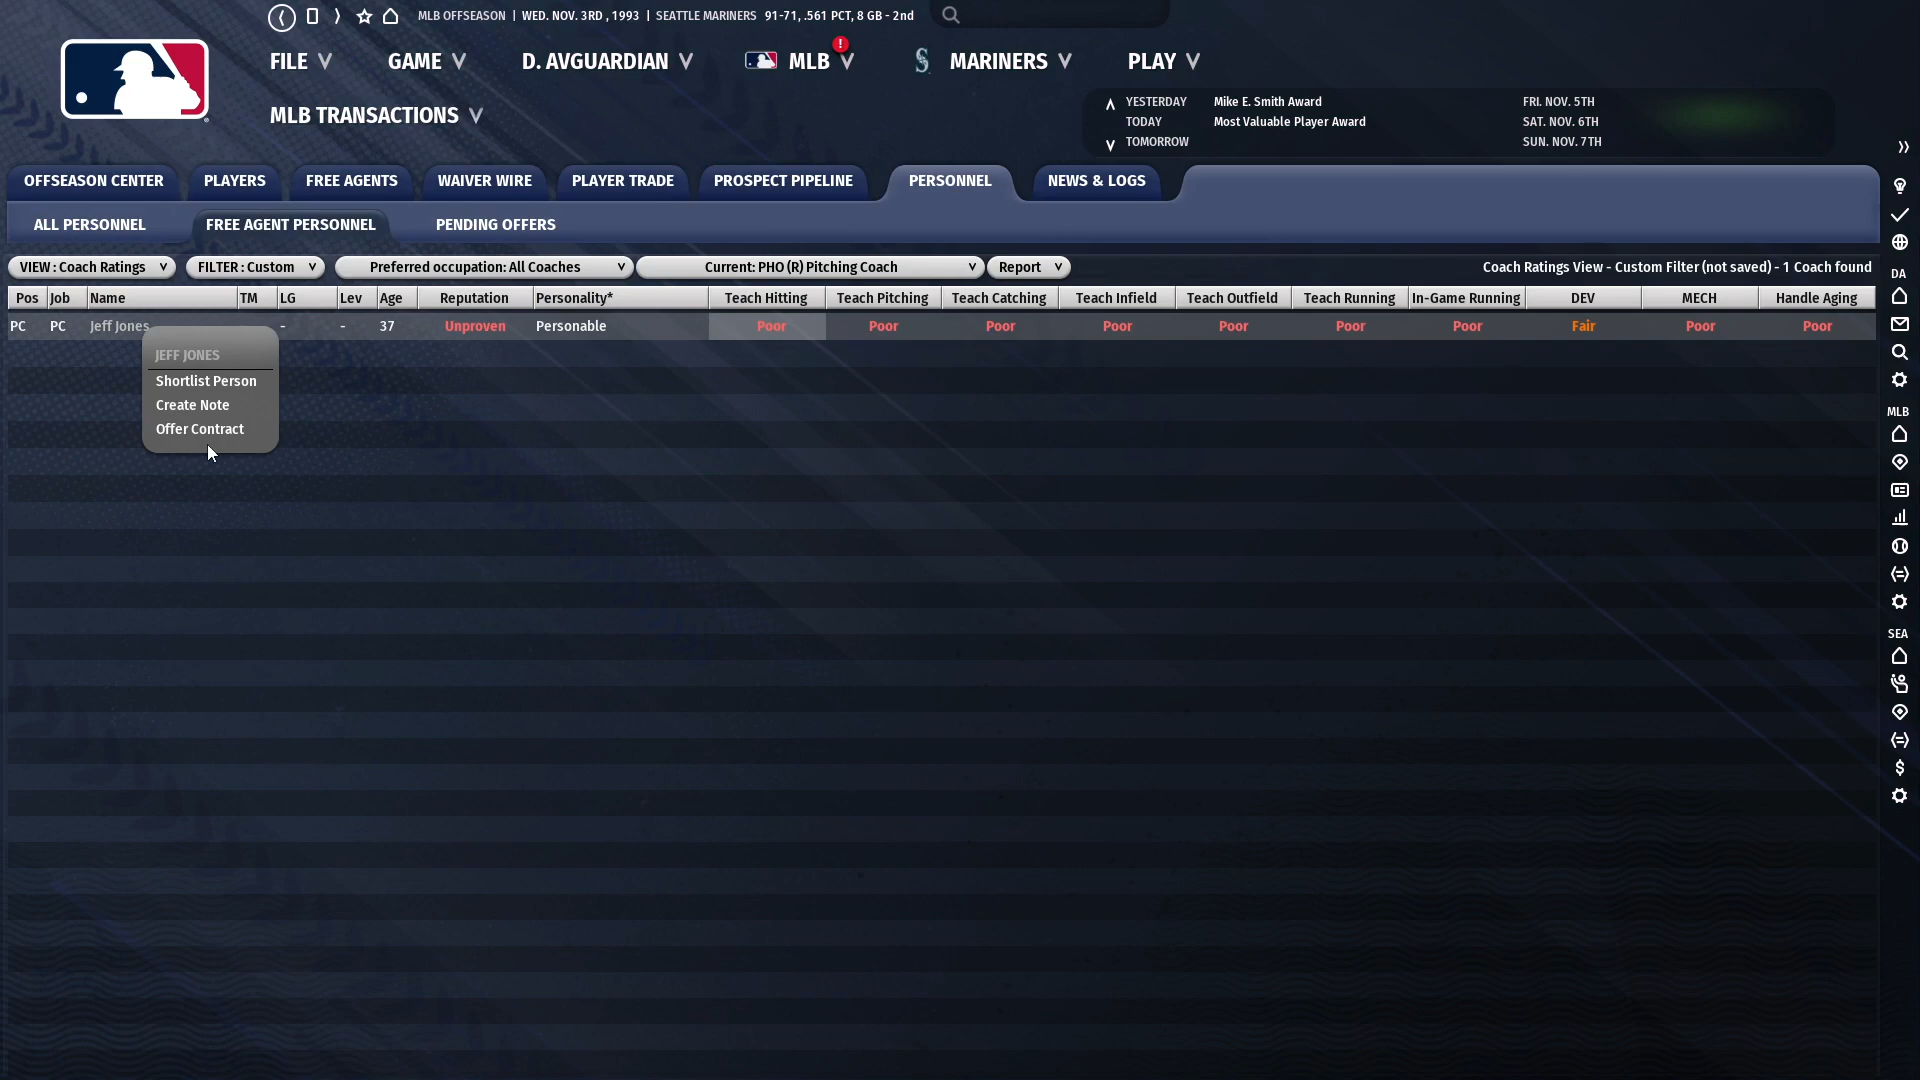 MLB OFFSEASON | WED. NOV. 3RD , 1993 | SEATTLE MARINERS 91-71, .561 PCT, 8 GB - 2nd
FILE GAME D. AVGUARDIAN MLB ! MARINERS PLAY
MLB TRANSACTIONS
YESTERDAY Mike E. Smith Award FRI. NOV. 5TH
TODAY Most Valuable Player Award SAT. NOV. 6TH
TOMORROW SUN. NOV. 7TH
OFFSEASON CENTER PLAYERS FREE AGENTS WAIVER WIRE PLAYER TRADE PROSPECT PIPELINE PERSONNEL NEWS & LOGS
ALL PERSONNEL FREE AGENT PERSONNEL PENDING OFFERS
VIEW : Coach Ratings FILTER : Custom Preferred occupation: All Coaches Current: PHO (R) Pitching Coach Report Coach Ratings View - Custom Filter (not saved) - 1 Coach found
Pos Job Name TM LG Lev Age Reputation Personality* Teach Hitting Teach Pitching Teach Catching Teach Infield Teach Outfield Teach Running In-Game Running DEV MECH Handle Aging
PC PC Jeff Jones - - 37 Unproven Personable Poor Poor Poor Poor Poor Poor Poor Fair Poor Poor
JEFF JONES
Shortlist Person
Create Note
Offer Contract
DA
MLB
SEA